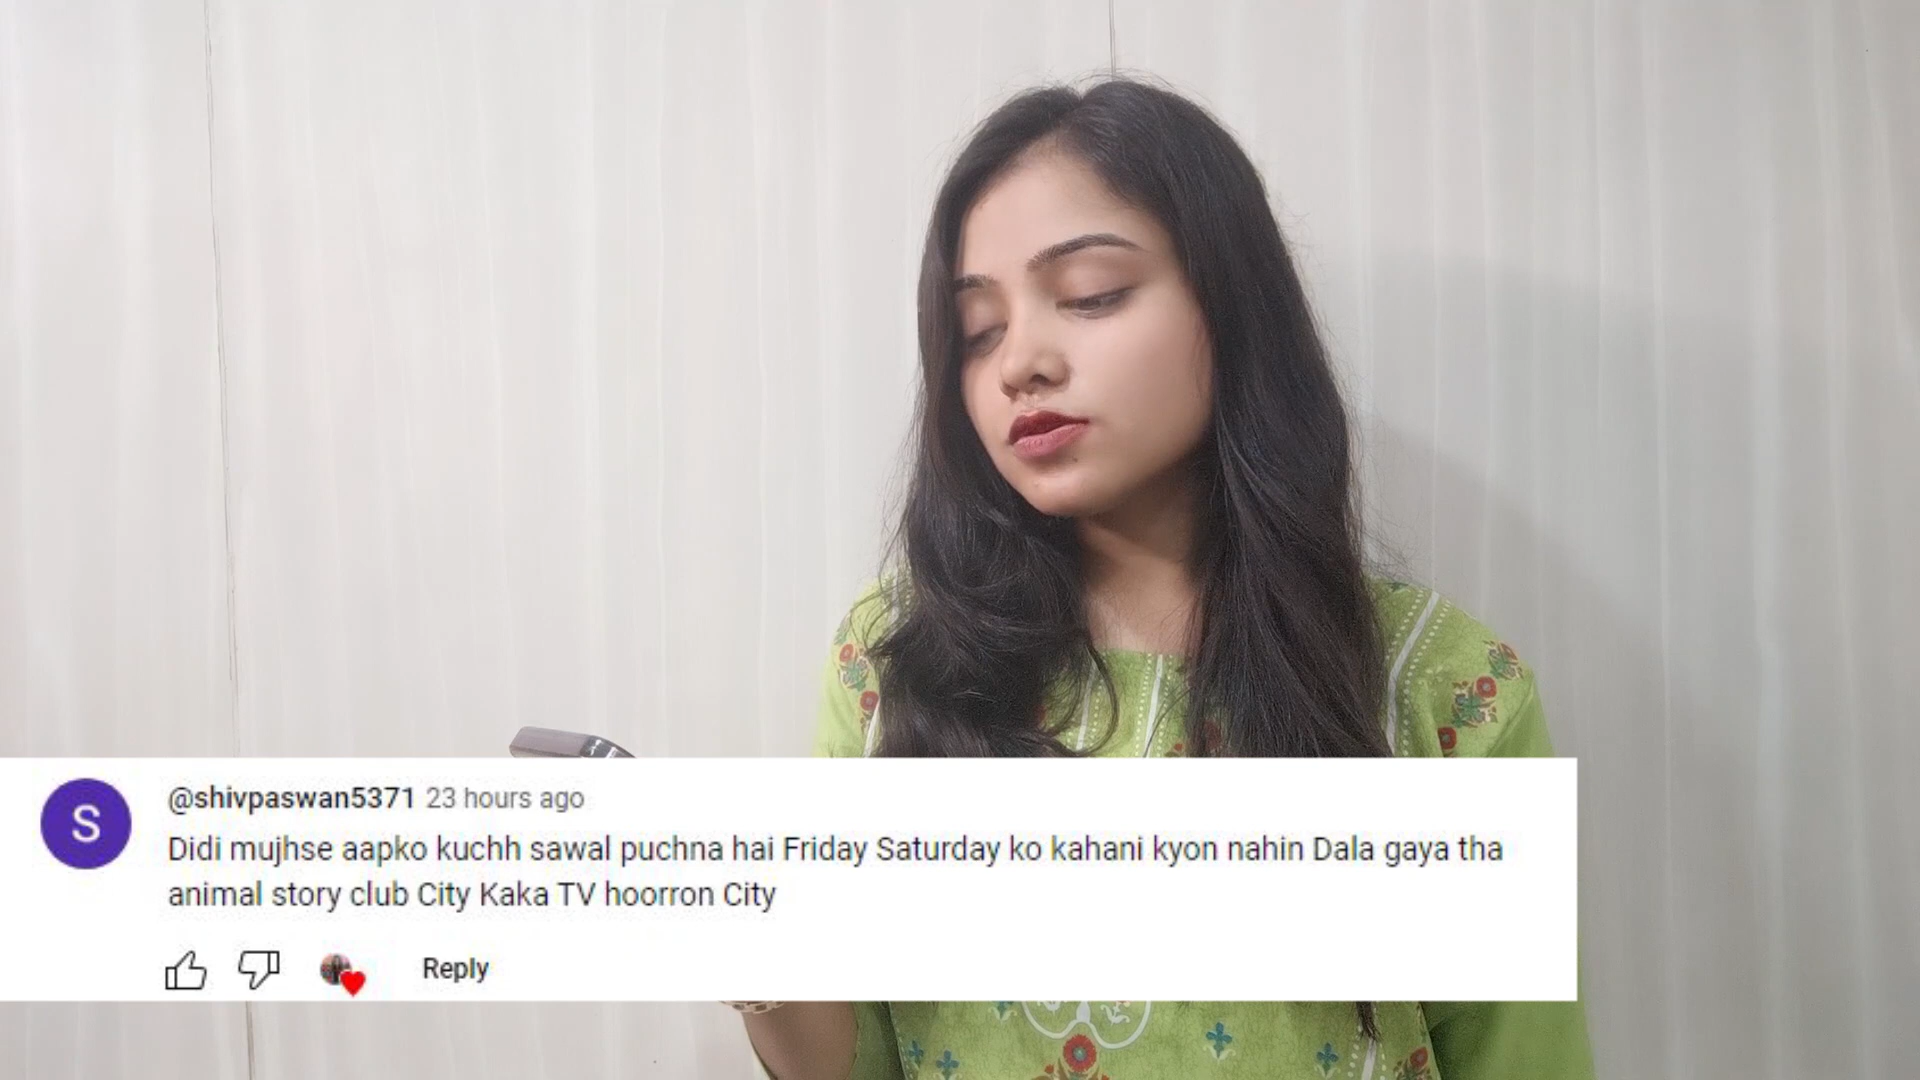 S
@shivpaswan5371 23 hours ago
Didi mujhse aapko kuchh sawal puchna hai Friday Saturday ko kahani kyon nahin Dala gaya tha
animal story club City Kaka TV hoorron City
Reply